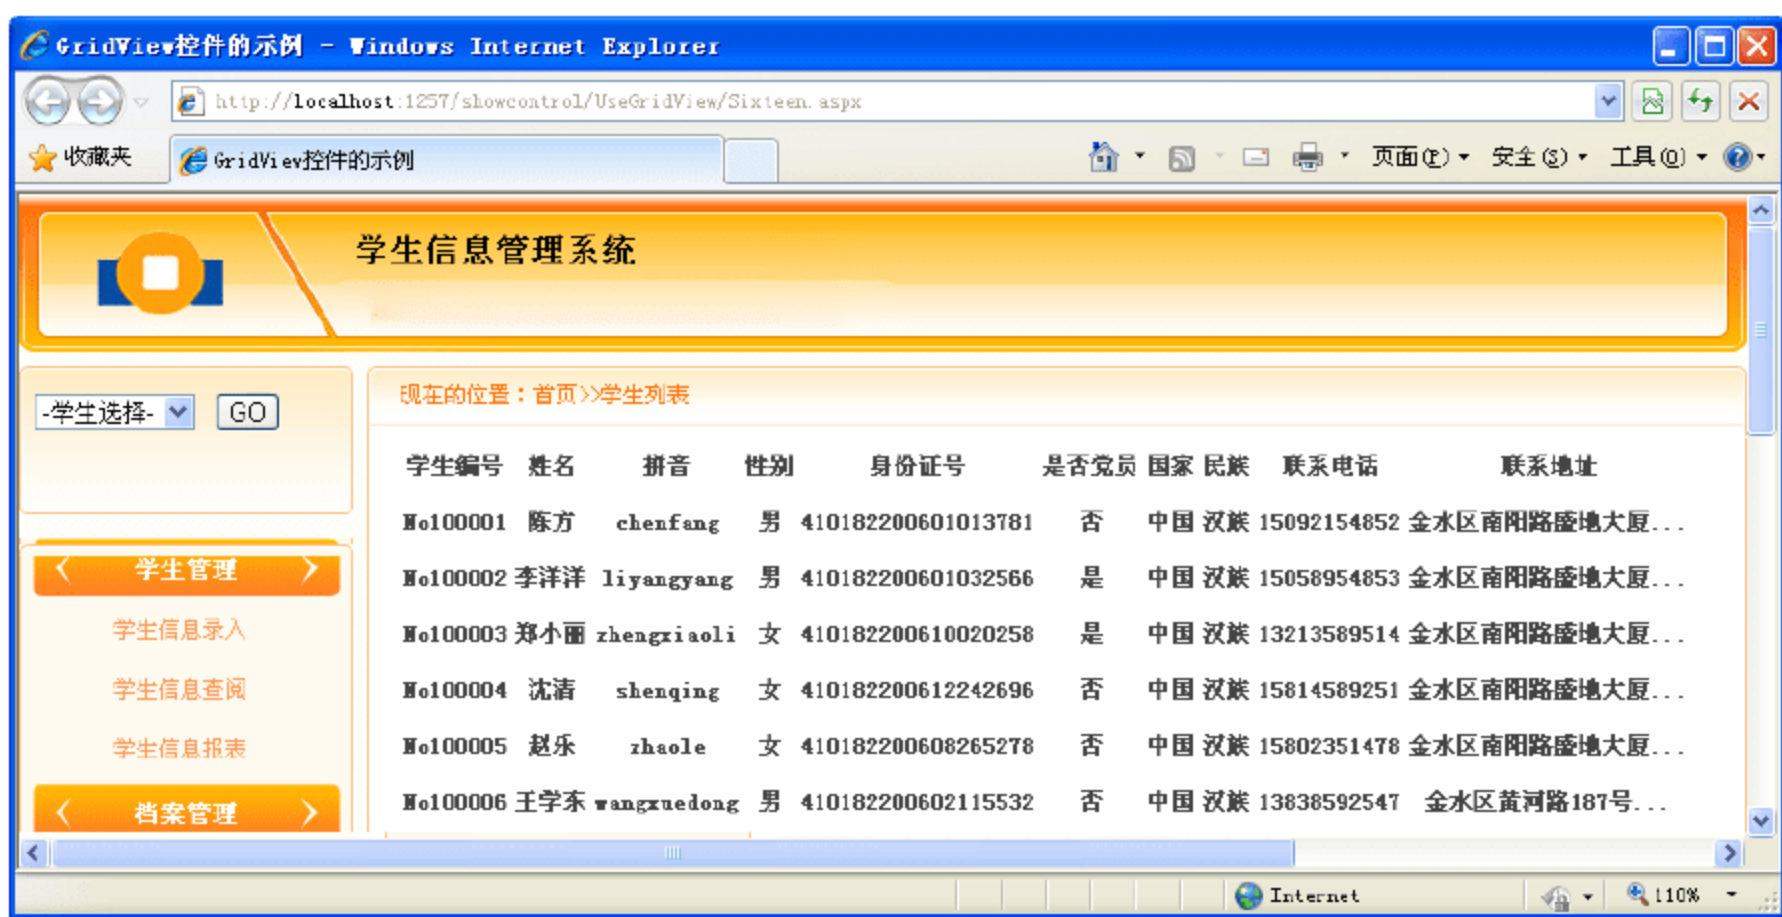 GridView控件的示例 - Windows Internet Explorer
http://localhost:1257/showcontrol/UseGridView/Sixteen.aspx
收藏夹 GridView控件的示例 页面(P) 安全(S) 工具(O)
学生信息管理系统
-学生选择- GO
现在的位置：首页>>学生列表
学生编号 姓名 拼音 性别 身份证号 是否党员 国家 民族 联系电话 联系地址
No100001 陈方 chenfang 男 410182200601013781 否 中国 汉族 15092154852 金水区南阳路盛地大厦...
No100002 李洋洋 liyangyang 男 410182200601032566 是 中国 汉族 15058954853 金水区南阳路盛地大厦...
No100003 郑小丽 zhengxiaoli 女 410182200610020258 是 中国 汉族 13213589514 金水区南阳路盛地大厦...
No100004 沈清 shenqing 女 410182200612242696 否 中国 汉族 15814589251 金水区南阳路盛地大厦...
No100005 赵乐 zhaole 女 410182200608265278 否 中国 汉族 15802351478 金水区南阳路盛地大厦...
No100006 王学东 wangxuedong 男 410182200602115532 否 中国 汉族 13838592547 金水区黄河路187号...
学生管理
学生信息录入
学生信息查阅
学生信息报表
档案管理
Internet 110%